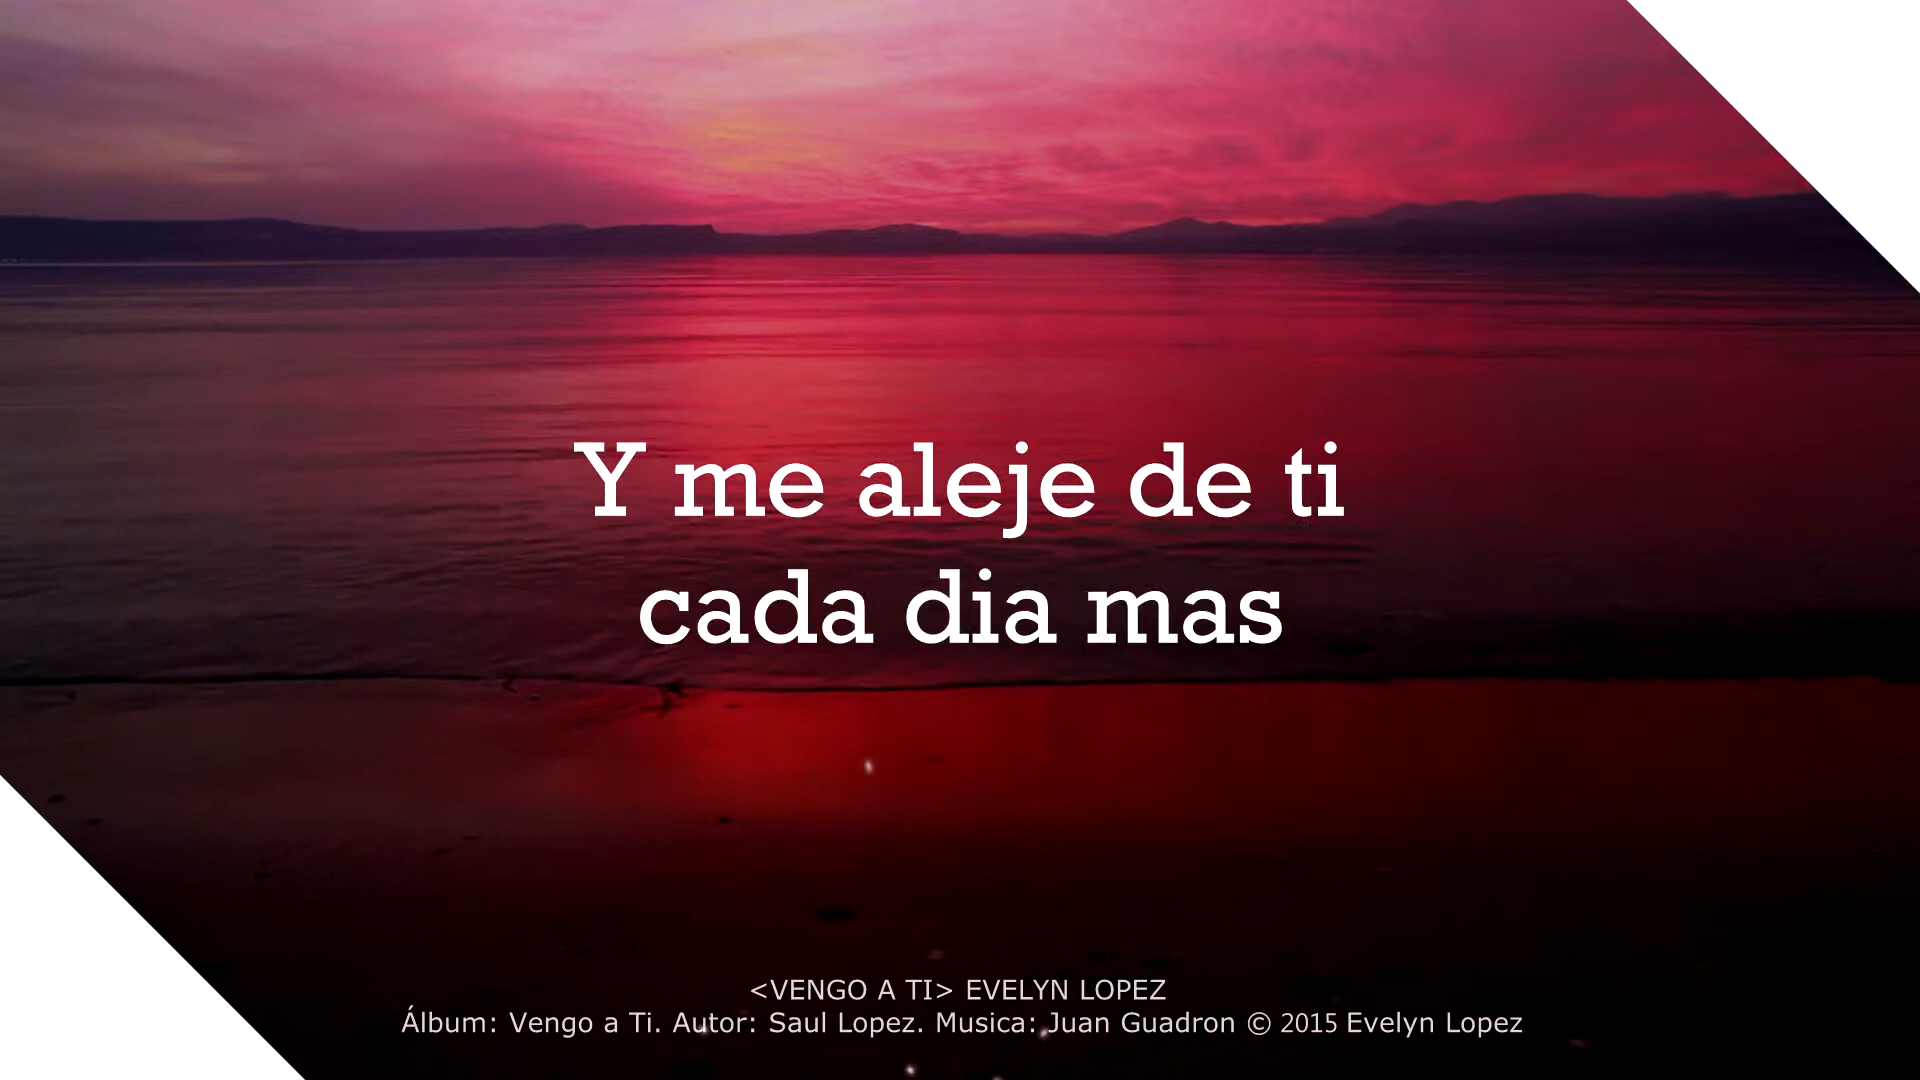 Y me aleje de ti
cada dia mas
<VENGO A TI> EVELYN LOPEZ
Álbum: Vengo a Ti. Autor: Saul Lopez. Musica: Juan Guadron © 2015 Evelyn Lopez